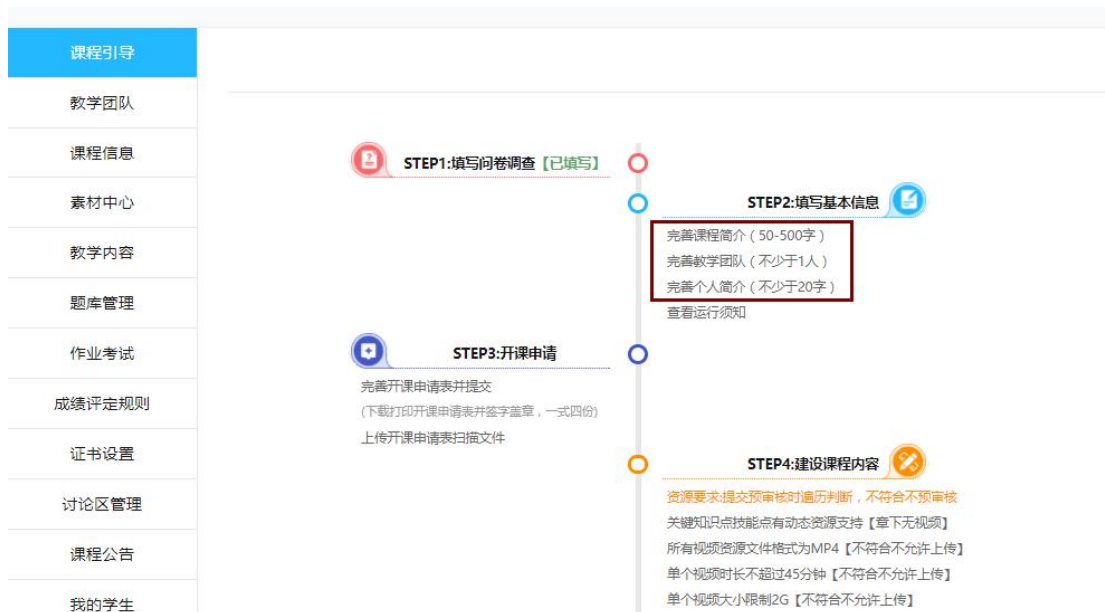 课程引导
教学团队
课程信息
素材中心
教学内容
题库管理
作业考试
成绩评定规则
证书设置
讨论区管理
课程公告
我的学生
STEP1:填写问卷调查【已填写】
STEP2:填写基本信息
完善课程简介（50-500字）
完善教学团队（不少于1人）
完善个人简介（不少于20字）
查看运行须知
STEP3:开课申请
完善开课申请表并提交
(下载打印开课申请表并签字盖章，一式四份)
上传开课申请表扫描文件
STEP4:建设课程内容
资源要求:提交预审核时遍历判断，不符合不预审核
关键知识点技能点有动态资源支持【章下无视频】
所有视频资源文件格式为MP4【不符合不允许上传】
单个视频时长不超过45分钟【不符合不允许上传】
单个视频大小限制2G【不符合不允许上传】